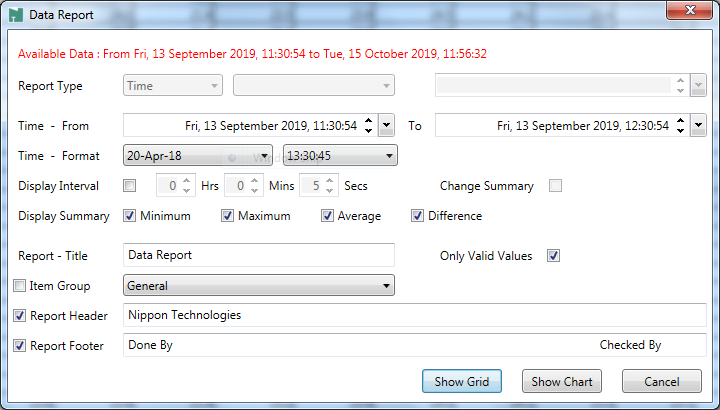 Data Report
Available Data : From Fri, 13 September 2019, 11:30:54 to Tue, 15 October 2019, 11:56:32
Report Type Time
Time - From Fri, 13 September 2019, 11:30:54 To Fri, 13 September 2019, 12:30:54
Time - Format 20-Apr-18 13:30:45
Display Interval 0 Hrs 0 Mins 5 Secs Change Summary
Display Summary Minimum Maximum Average Difference
Report - Title Data Report Only Valid Values
Item Group General
Report Header Nippon Technologies
Report Footer Done By Checked By
Show Grid Show Chart Cancel